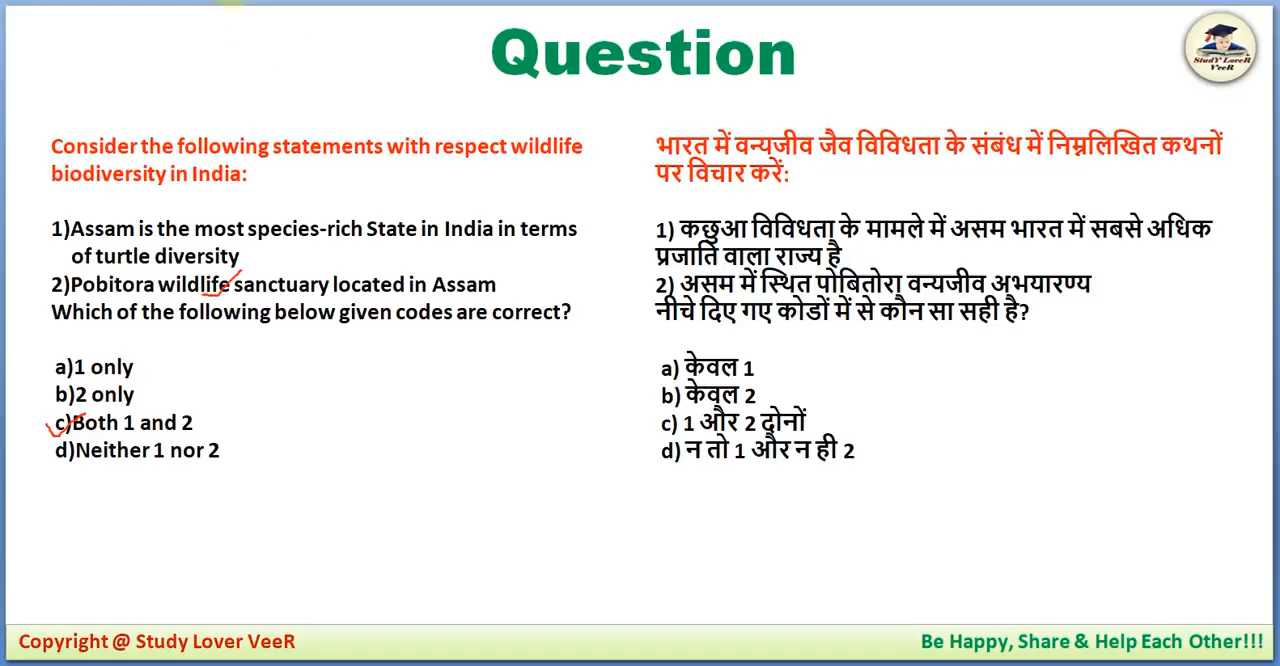 Question
StudY LoveR
VeeR
Consider the following statements with respect wildlife
biodiversity in India:
1)Assam is the most species-rich State in India in terms
of turtle diversity
2)Pobitora wildlife sanctuary located in Assam
Which of the following below given codes are correct?
a)1 only
b)2 only
c)Both 1 and 2
d)Neither 1 nor 2
भारत में वन्यजीव जैव विविधता के संबंध में निम्नलिखित कथनों
पर विचार करें:
1) कछुआ विविधता के मामले में असम भारत में सबसे अधिक
प्रजाति वाला राज्य है
2) असम में स्थित पोबितोरा वन्यजीव अभयारण्य
नीचे दिए गए कोडों में से कौन सा सही है?
a) केवल 1
b) केवल 2
c) 1 और 2 दोनों
d) न तो 1 और न ही 2
Copyright @ Study Lover VeeR
Be Happy, Share & Help Each Other!!!